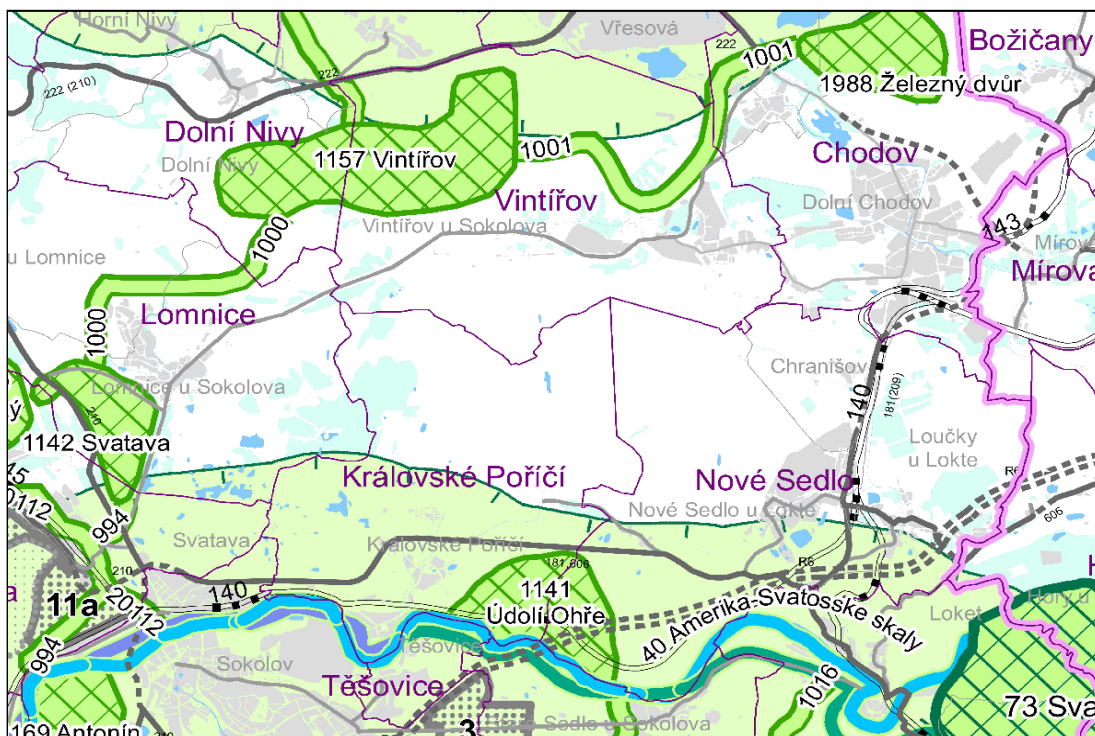 Horní Nivy
Vřesová
222
222
222 (210)
1001
Božičany
1988 Železný dvůr
Dolní Nivy
Dolní Nivy
1157 Vintířov
1001
Chodov
Vintířov
Dolní Chodov
Vintířov u Sokolova
143
1000
u Lomnice
Mírova
Lomnice
1000
Chranišov
Lomnice u Sokolova
140
181(209)
210
1142 Svatava
Loučky
u Lokte
Královské Poříčí
Nové Sedlo
R6
Nové Sedlo u Lokte
606
20112
994
Svatava
Královské Poříčí
210
181,606
R6
140
1141
Údolí Ohře
11a
20112
40 Amerika-Svatošské skaly
Loket
Hory u
994
Těšovice
Sokolov
Těšovice
1016
73 Sva
3
Sedlo u Sokolova
169 Antonín
210